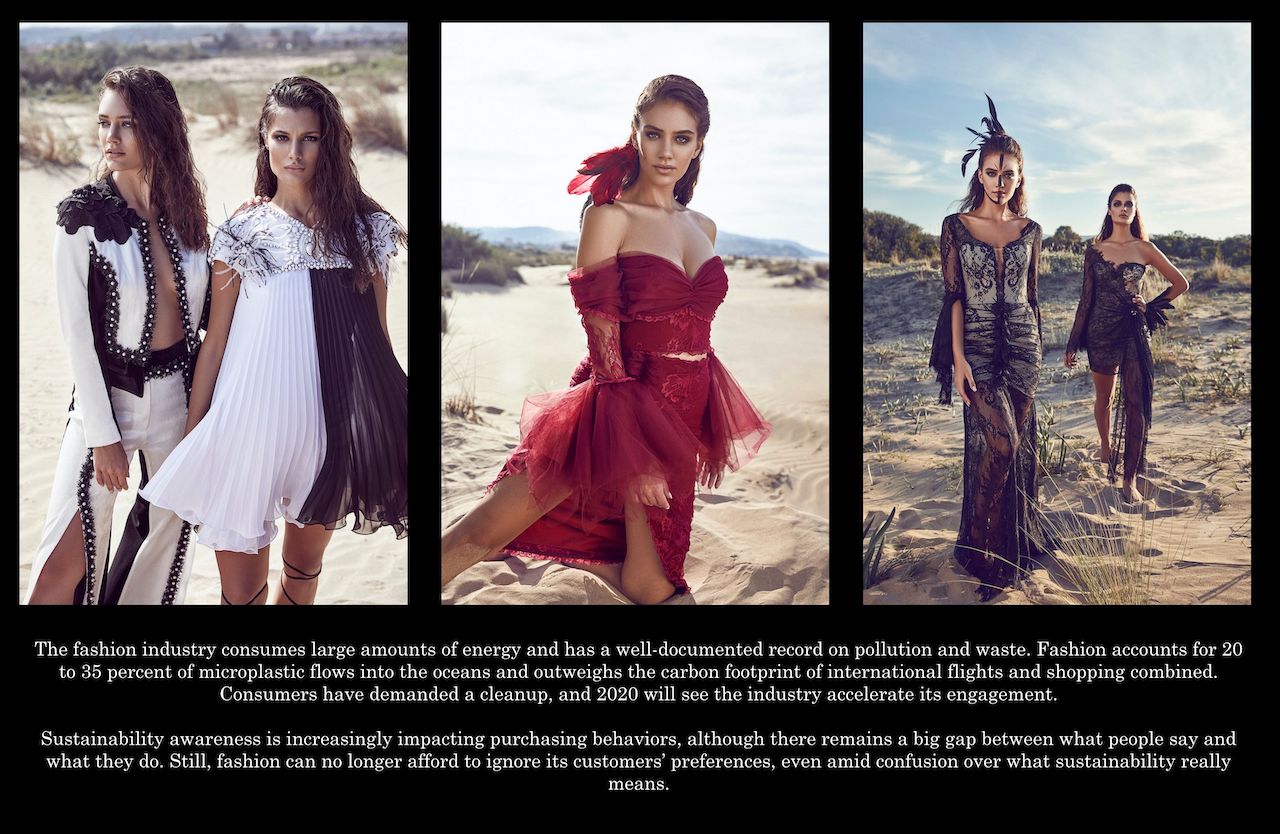 The fashion industry consumes large amounts of energy and has a well-documented record on pollution and waste. Fashion accounts for 20
to 35 percent of microplastic flows into the oceans and outweighs the carbon footprint of international flights and shopping combined.
Consumers have demanded a cleanup, and 2020 will see the industry accelerate its engagement.
Sustainability awareness is increasingly impacting purchasing behaviors, although there remains a big gap between what people say and
what they do. Still, fashion can no longer afford to ignore its customers’ preferences, even amid confusion over what sustainability really
means.